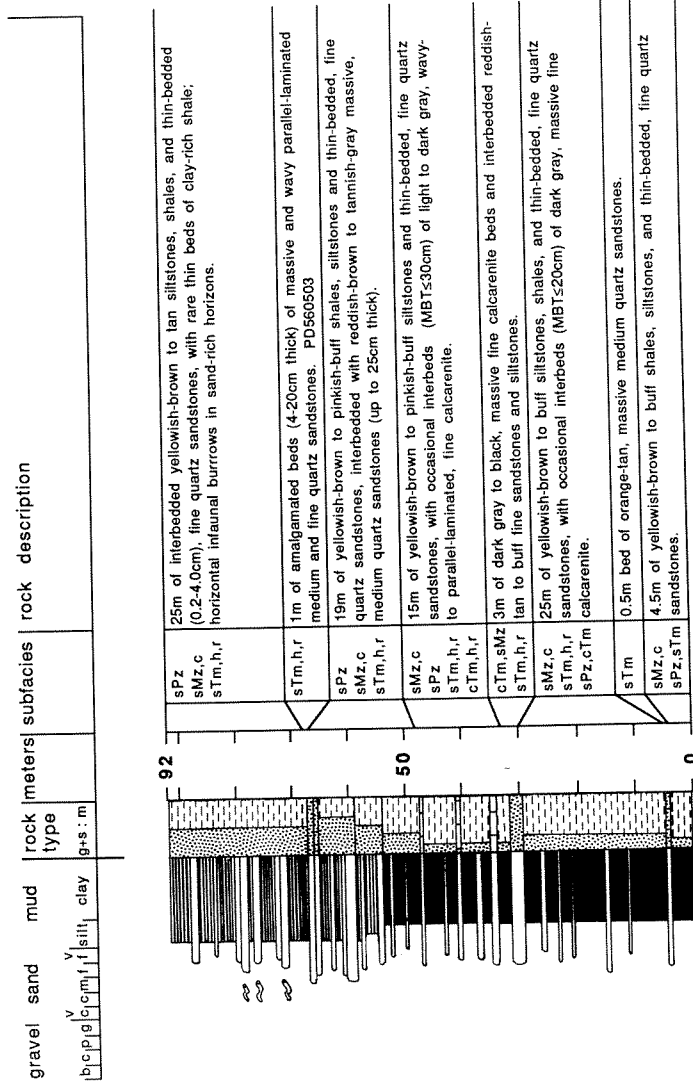 gravel sand mud |rock type |meters| subfacies | rock description
v v
b|c|p|g|c|c|m|f|f|silt| clay g+s : m
92
50
0
sPz
sMz,c
sTm,h,r
25m of interbedded yellowish-brown to tan siltstones, shales, and thin-bedded
(0.2-4.0cm), fine quartz sandstones, with rare thin beds of clay-rich shale;
horizontal infaunal burrrows in sand-rich horizons.
sTm,h,r
1m of amalgamated beds (4-20cm thick) of massive and wavy parallel-laminated
medium and fine quartz sandstones. PD560503
sPz
sMz,c
sTm,h,r
19m of yellowish-brown to pinkish-buff shales, siltstones and thin-bedded, fine
quartz sandstones, interbedded with reddish-brown to tannish-gray massive,
medium quartz sandstones (up to 25cm thick).
sMz,c
sPz
sTm,h,r
cTm,h,r
15m of yellowish-brown to pinkish-buff siltstones and thin-bedded, fine quartz
sandstones, with occasional interbeds (MBT≤30cm) of light to dark gray, wavy-
to parallel-laminated, fine calcarenite.
cTm,sMz
sTm,h,r
3m of dark gray to black, massive fine calcarenite beds and interbedded reddish-
tan to buff fine sandstones and siltstones.
sMz,c
sTm,h,r
sPz,cTm
25m of yellowish-brown to buff siltstones, shales, and thin-bedded, fine quartz
sandstones, with occasional interbeds (MBT≤20cm) of dark gray, massive fine
calcarenite.
sTm
0.5m bed of orange-tan, massive medium quartz sandstones.
sMz,c
sPz,sTm
4.5m of yellowish-brown to buff shales, siltstones, and thin-bedded, fine quartz
sandstones.